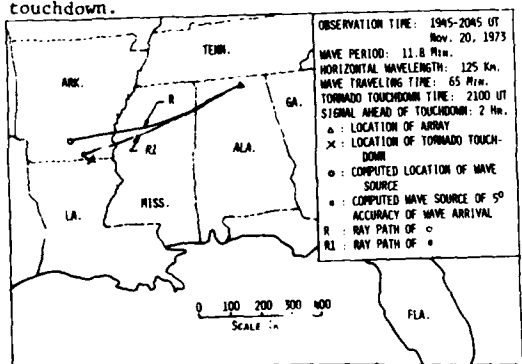 touchdown.
OBSERVATION TIME: 1945-2045 UT
Nov. 20, 1973
WAVE PERIOD: 11.8 Min.
HORIZONTAL WAVELENGTH: 125 Km.
WAVE TRAVELING TIME: 65 Min.
TORNADO TOUCHDOWN TIME: 2100 UT
SIGNAL AHEAD OF TOUCHDOWN: 2 Hr.
△ : LOCATION OF ARRAY
× : LOCATION OF TORNADO TOUCH-
DOWN
o : COMPUTED LOCATION OF WAVE
SOURCE
• : COMPUTED WAVE SOURCE OF 5°
ACCURACY OF WAVE ARRIVAL
R : RAY PATH OF o
R1 : RAY PATH OF •
TENN.
ARK.
R
GA.
R1
ALA.
LA.
MISS.
0 100 200 300 400
SCALE
FLA.